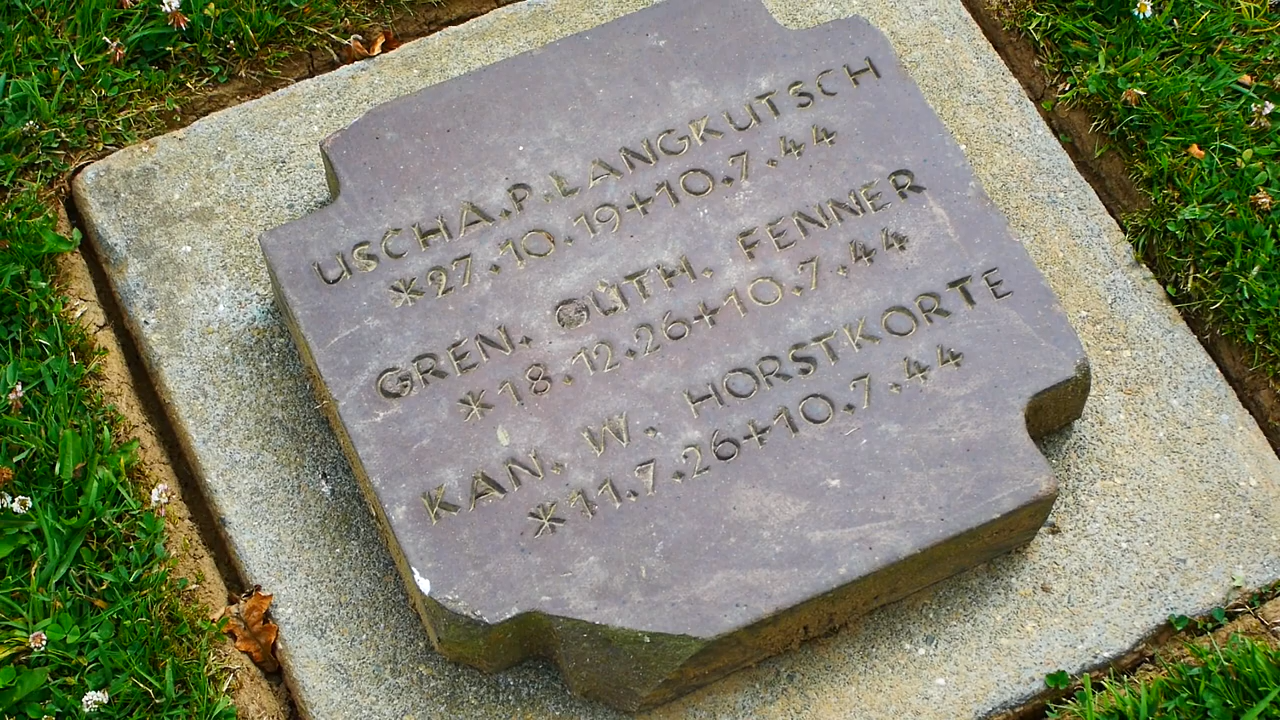 USCHA.P.LANGKUTSCH
*27.10.19+10.7.44
GREN. GÜTH. FENNER
*18.12.26+10.7.44
KAN. W. HORSTKORTE
*11.7.26+10.7.44